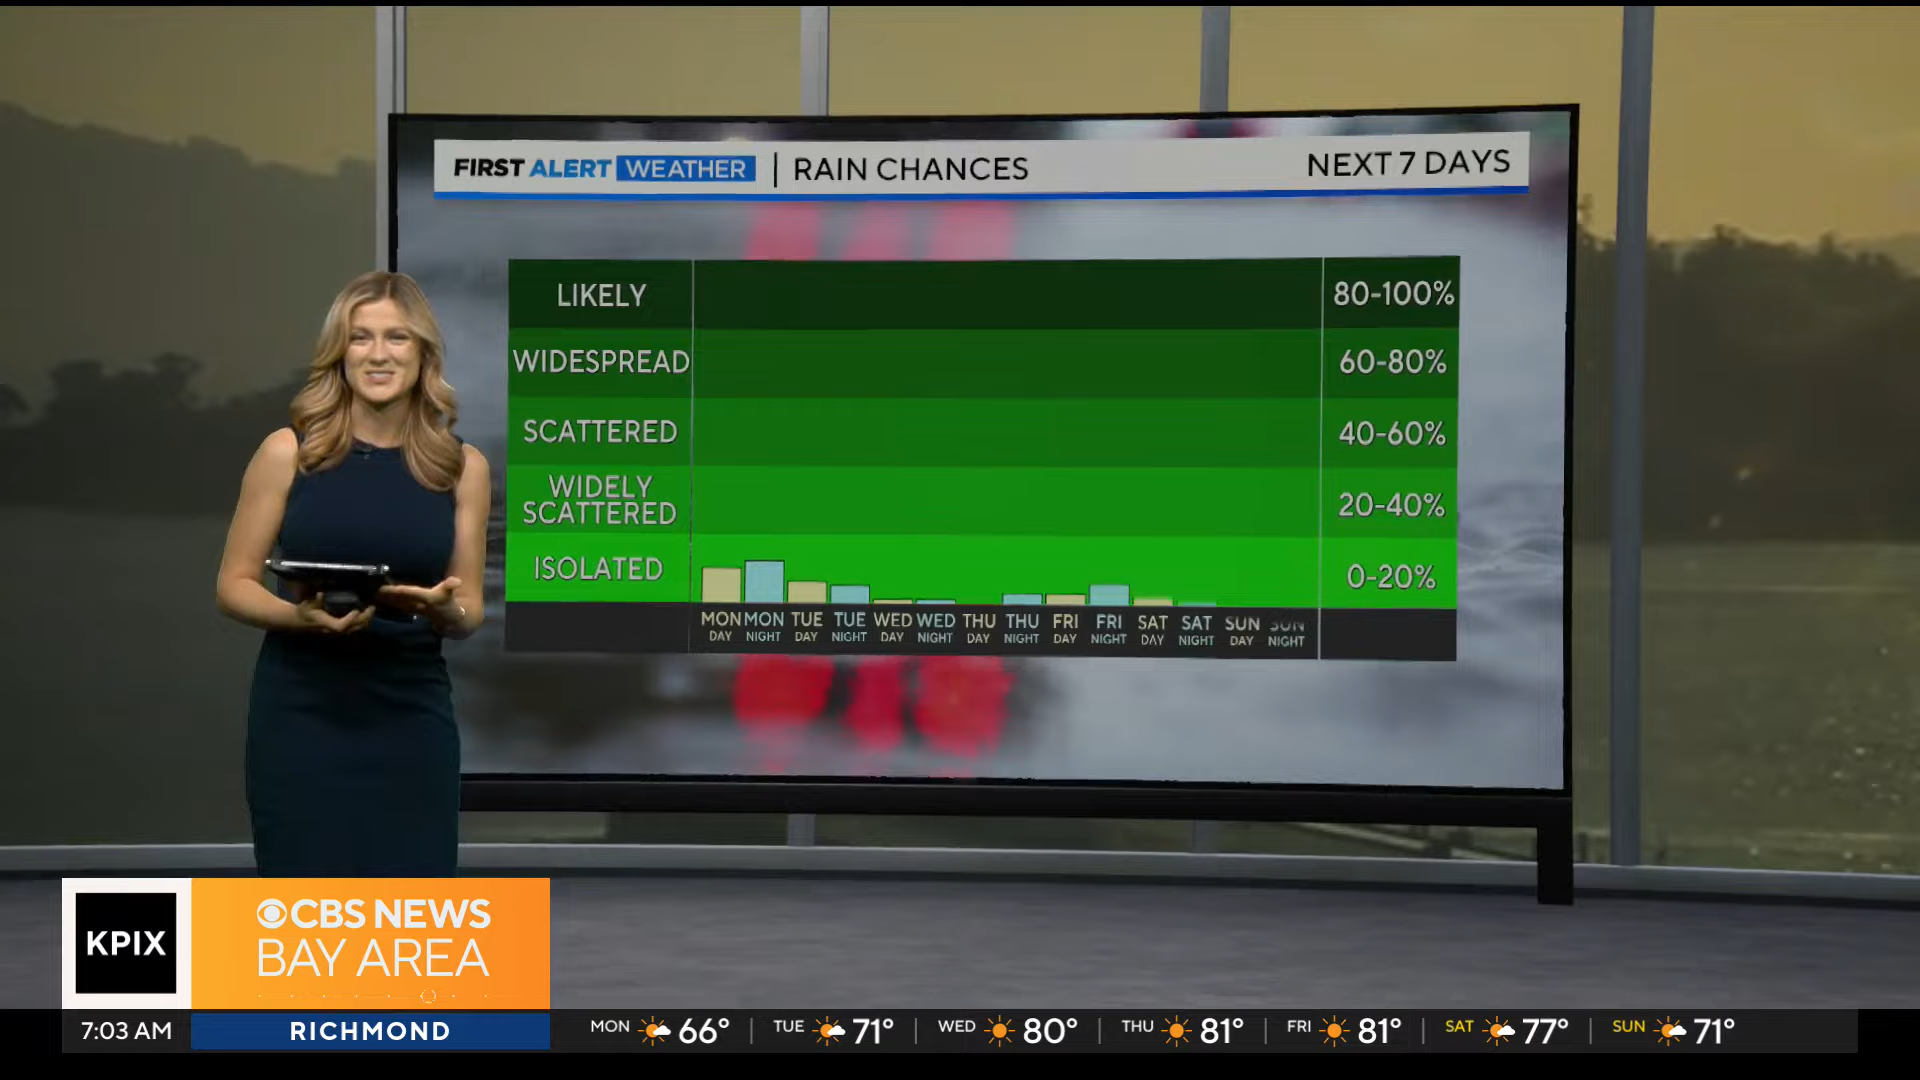 FIRST ALERT WEATHER | RAIN CHANCES NEXT 7 DAYS
LIKELY 80-100%
WIDESPREAD 60-80%
SCATTERED 40-60%
WIDELY
SCATTERED 20-40%
ISOLATED 0-20%
MON MON TUE TUE WED WED THU THU FRI FRI SAT SAT SUN SUN
DAY NIGHT DAY NIGHT DAY NIGHT DAY NIGHT DAY NIGHT DAY NIGHT DAY NIGHT
KPIX
CBS NEWS
BAY AREA
7:03 AM RICHMOND MON 66° | TUE 71° | WED 80° | THU 81° | FRI 81° | SAT 77° | SUN 71°